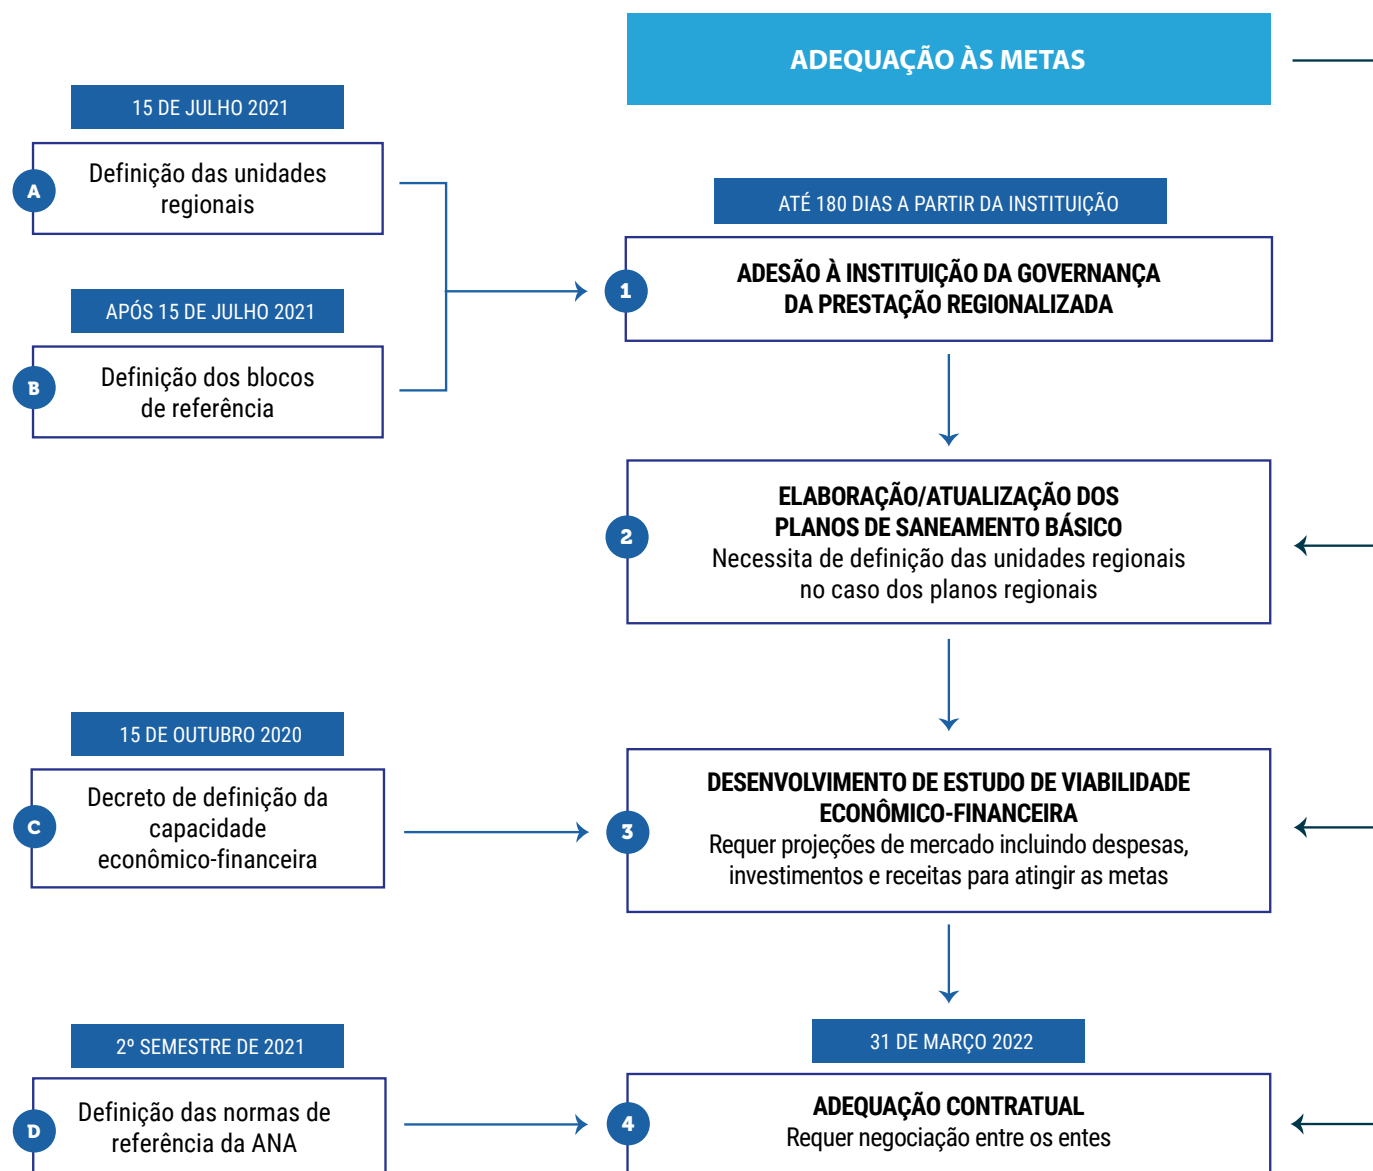 ADEQUAÇÃO ÀS METAS
15 DE JULHO 2021
A
Definição das unidades
regionais
APÓS 15 DE JULHO 2021
B
Definição dos blocos
de referência
ATÉ 180 DIAS A PARTIR DA INSTITUIÇÃO
1
ADESÃO À INSTITUIÇÃO DA GOVERNANÇA
DA PRESTAÇÃO REGIONALIZADA
2
ELABORAÇÃO/ATUALIZAÇÃO DOS
PLANOS DE SANEAMENTO BÁSICO
Necessita de definição das unidades regionais
no caso dos planos regionais
15 DE OUTUBRO 2020
C
Decreto de definição da
capacidade
econômico-financeira
3
DESENVOLVIMENTO DE ESTUDO DE VIABILIDADE
ECONÔMICO-FINANCEIRA
Requer projeções de mercado incluindo despesas,
investimentos e receitas para atingir as metas
2º SEMESTRE DE 2021
D
Definição das normas de
referência da ANA
31 DE MARÇO 2022
4
ADEQUAÇÃO CONTRATUAL
Requer negociação entre os entes